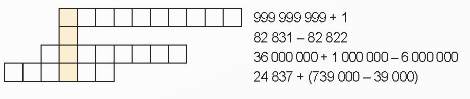 999 999 999 + 1
82 831 – 82 822
36 000 000 + 1 000 000 – 6 000 000
24 837 + (739 000 – 39 000)